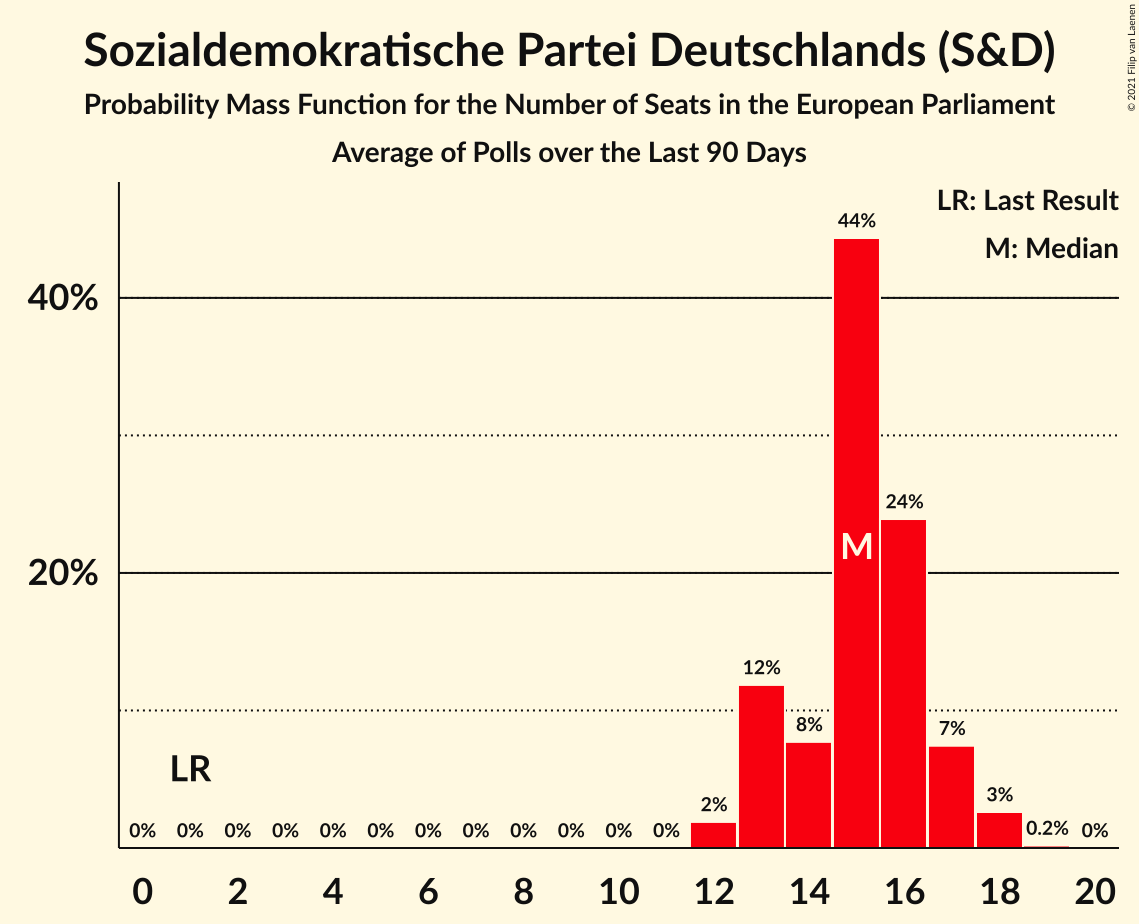 Sozialdemokratische Partei Deutschlands (S&D)
Probability Mass Function for the Number of Seats in the European Parliament
Average of Polls over the Last 90 Days
© 2021 Filip van Laenen
LR: Last Result
M: Median
40%
20%
44%
24%
M
12%
8%
7%
LR
2%
3%
0% 0% 0% 0% 0% 0% 0% 0% 0% 0% 0% 0% 0.2% 0%
0 2 4 6 8 10 12 14 16 18 20